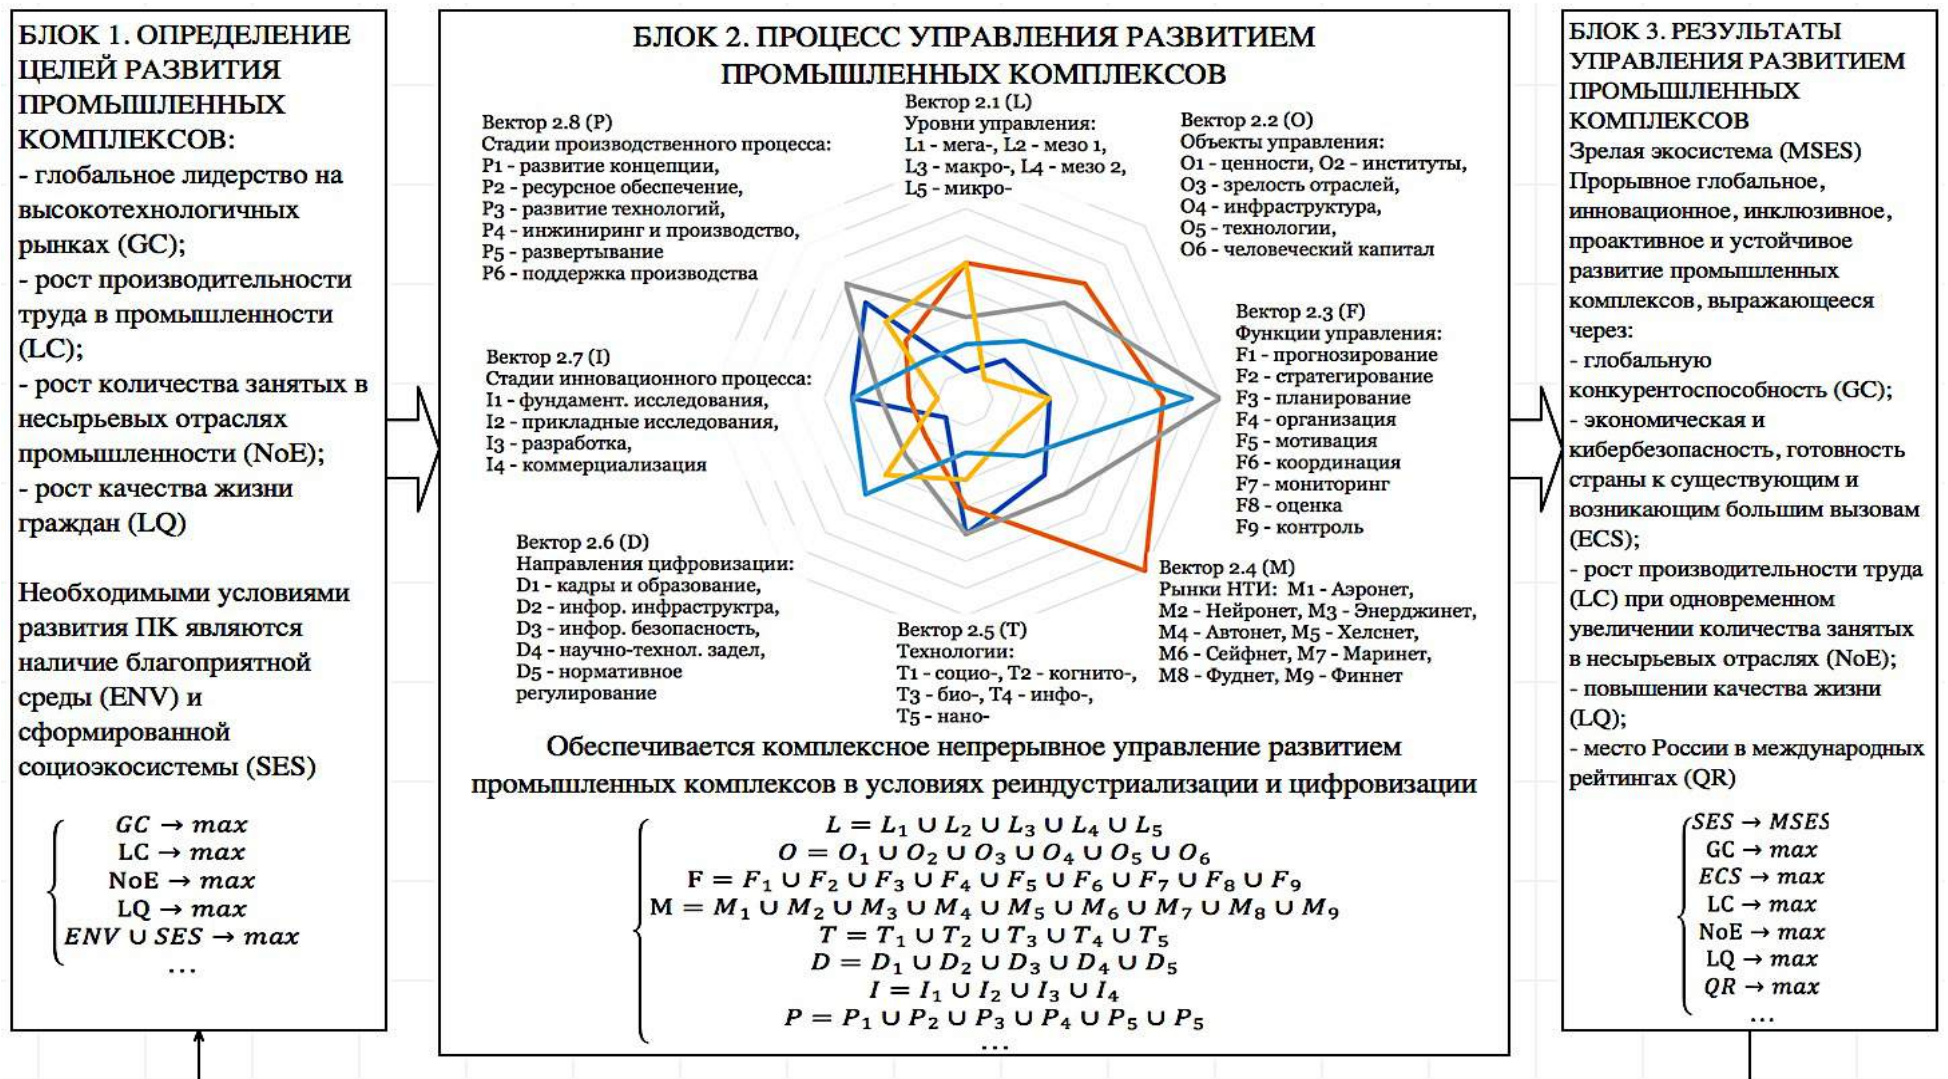 БЛОК 1. ОПРЕДЕЛЕНИЕ
ЦЕЛЕЙ РАЗВИТИЯ
ПРОМЫШЛЕННЫХ
КОМПЛЕКСОВ:
- глобальное лидерство на
высокотехнологичных
рынках (GC);
- рост производительности
труда в промышленности
(LC);
- рост количества занятых в
несырьевых отраслях
промышленности (NoE);
- рост качества жизни
граждан (LQ)
Необходимыми условиями
развития ПК являются
наличие благоприятной
среды (ENV) и
сформированной
социоэкосистемы (SES)
GC → max
LC → max
NoE → max
LQ → max
ENV ∪ SES → max
...
БЛОК 2. ПРОЦЕСС УПРАВЛЕНИЯ РАЗВИТИЕМ
ПРОМЫШЛЕННЫХ КОМПЛЕКСОВ
Вектор 2.1 (L)
Уровни управления:
L1 - мега-, L2 - мезо 1,
L3 - макро-, L4 - мезо 2,
L5 - микро-
Вектор 2.2 (O)
Объекты управления:
O1 - ценности, O2 - институты,
O3 - зрелость отраслей,
O4 - инфраструктура,
O5 - технологии,
O6 - человеческий капитал
Вектор 2.3 (F)
Функции управления:
F1 - прогнозирование
F2 - стратегирование
F3 - планирование
F4 - организация
F5 - мотивация
F6 - координация
F7 - мониторинг
F8 - оценка
F9 - контроль
Вектор 2.4 (M)
Рынки НТИ: M1 - Аэронет,
M2 - Нейронет, M3 - Энерджинет,
M4 - Автонет, M5 - Хелснет,
M6 - Сейфнет, M7 - Маринет,
M8 - Фуднет, M9 - Финнет
Вектор 2.5 (T)
Технологии:
T1 - социо-, T2 - когнито-,
T3 - био-, T4 - инфо-,
T5 - нано-
Вектор 2.6 (D)
Направления цифровизации:
D1 - кадры и образование,
D2 - инфор. инфраструктра,
D3 - инфор. безопасность,
D4 - научно-технол. задел,
D5 - нормативное
регулирование
Вектор 2.7 (I)
Стадии инновационного процесса:
I1 - фундамент. исследования,
I2 - прикладные исследования,
I3 - разработка,
I4 - коммерциализация
Вектор 2.8 (P)
Стадии производственного процесса:
P1 - развитие концепции,
P2 - ресурсное обеспечение,
P3 - развитие технологий,
P4 - инжиниринг и производство,
P5 - развертывание
P6 - поддержка производства
Обеспечивается комплексное непрерывное управление развитием
промышленных комплексов в условиях реиндустриализации и цифровизации
L = L₁ ∪ L₂ ∪ L₃ ∪ L₄ ∪ L₅
O = O₁ ∪ O₂ ∪ O₃ ∪ O₄ ∪ O₅ ∪ O₆
F = F₁ ∪ F₂ ∪ F₃ ∪ F₄ ∪ F₅ ∪ F₆ ∪ F₇ ∪ F₈ ∪ F₉
M = M₁ ∪ M₂ ∪ M₃ ∪ M₄ ∪ M₅ ∪ M₆ ∪ M₇ ∪ M₈ ∪ M₉
T = T₁ ∪ T₂ ∪ T₃ ∪ T₄ ∪ T₅
D = D₁ ∪ D₂ ∪ D₃ ∪ D₄ ∪ D₅
I = I₁ ∪ I₂ ∪ I₃ ∪ I₄
P = P₁ ∪ P₂ ∪ P₃ ∪ P₄ ∪ P₅ ∪ P₅
...
БЛОК 3. РЕЗУЛЬТАТЫ
УПРАВЛЕНИЯ РАЗВИТИЕМ
ПРОМЫШЛЕННЫХ
КОМПЛЕКСОВ
Зрелая экосистема (MSES)
Прорывное глобальное,
инновационное, инклюзивное,
проактивное и устойчивое
развитие промышленных
комплексов, выражающееся
через:
- глобальную
конкурентоспособность (GC);
- экономическая и
кибербезопасность, готовность
страны к существующим и
возникающим большим вызовам
(ECS);
- рост производительности труда
(LC) при одновременном
увеличении количества занятых
в несырьевых отраслях (NoE);
- повышении качества жизни
(LQ);
- место России в международных
рейтингах (QR)
SES → MSES
GC → max
ECS → max
LC → max
NoE → max
LQ → max
QR → max
...